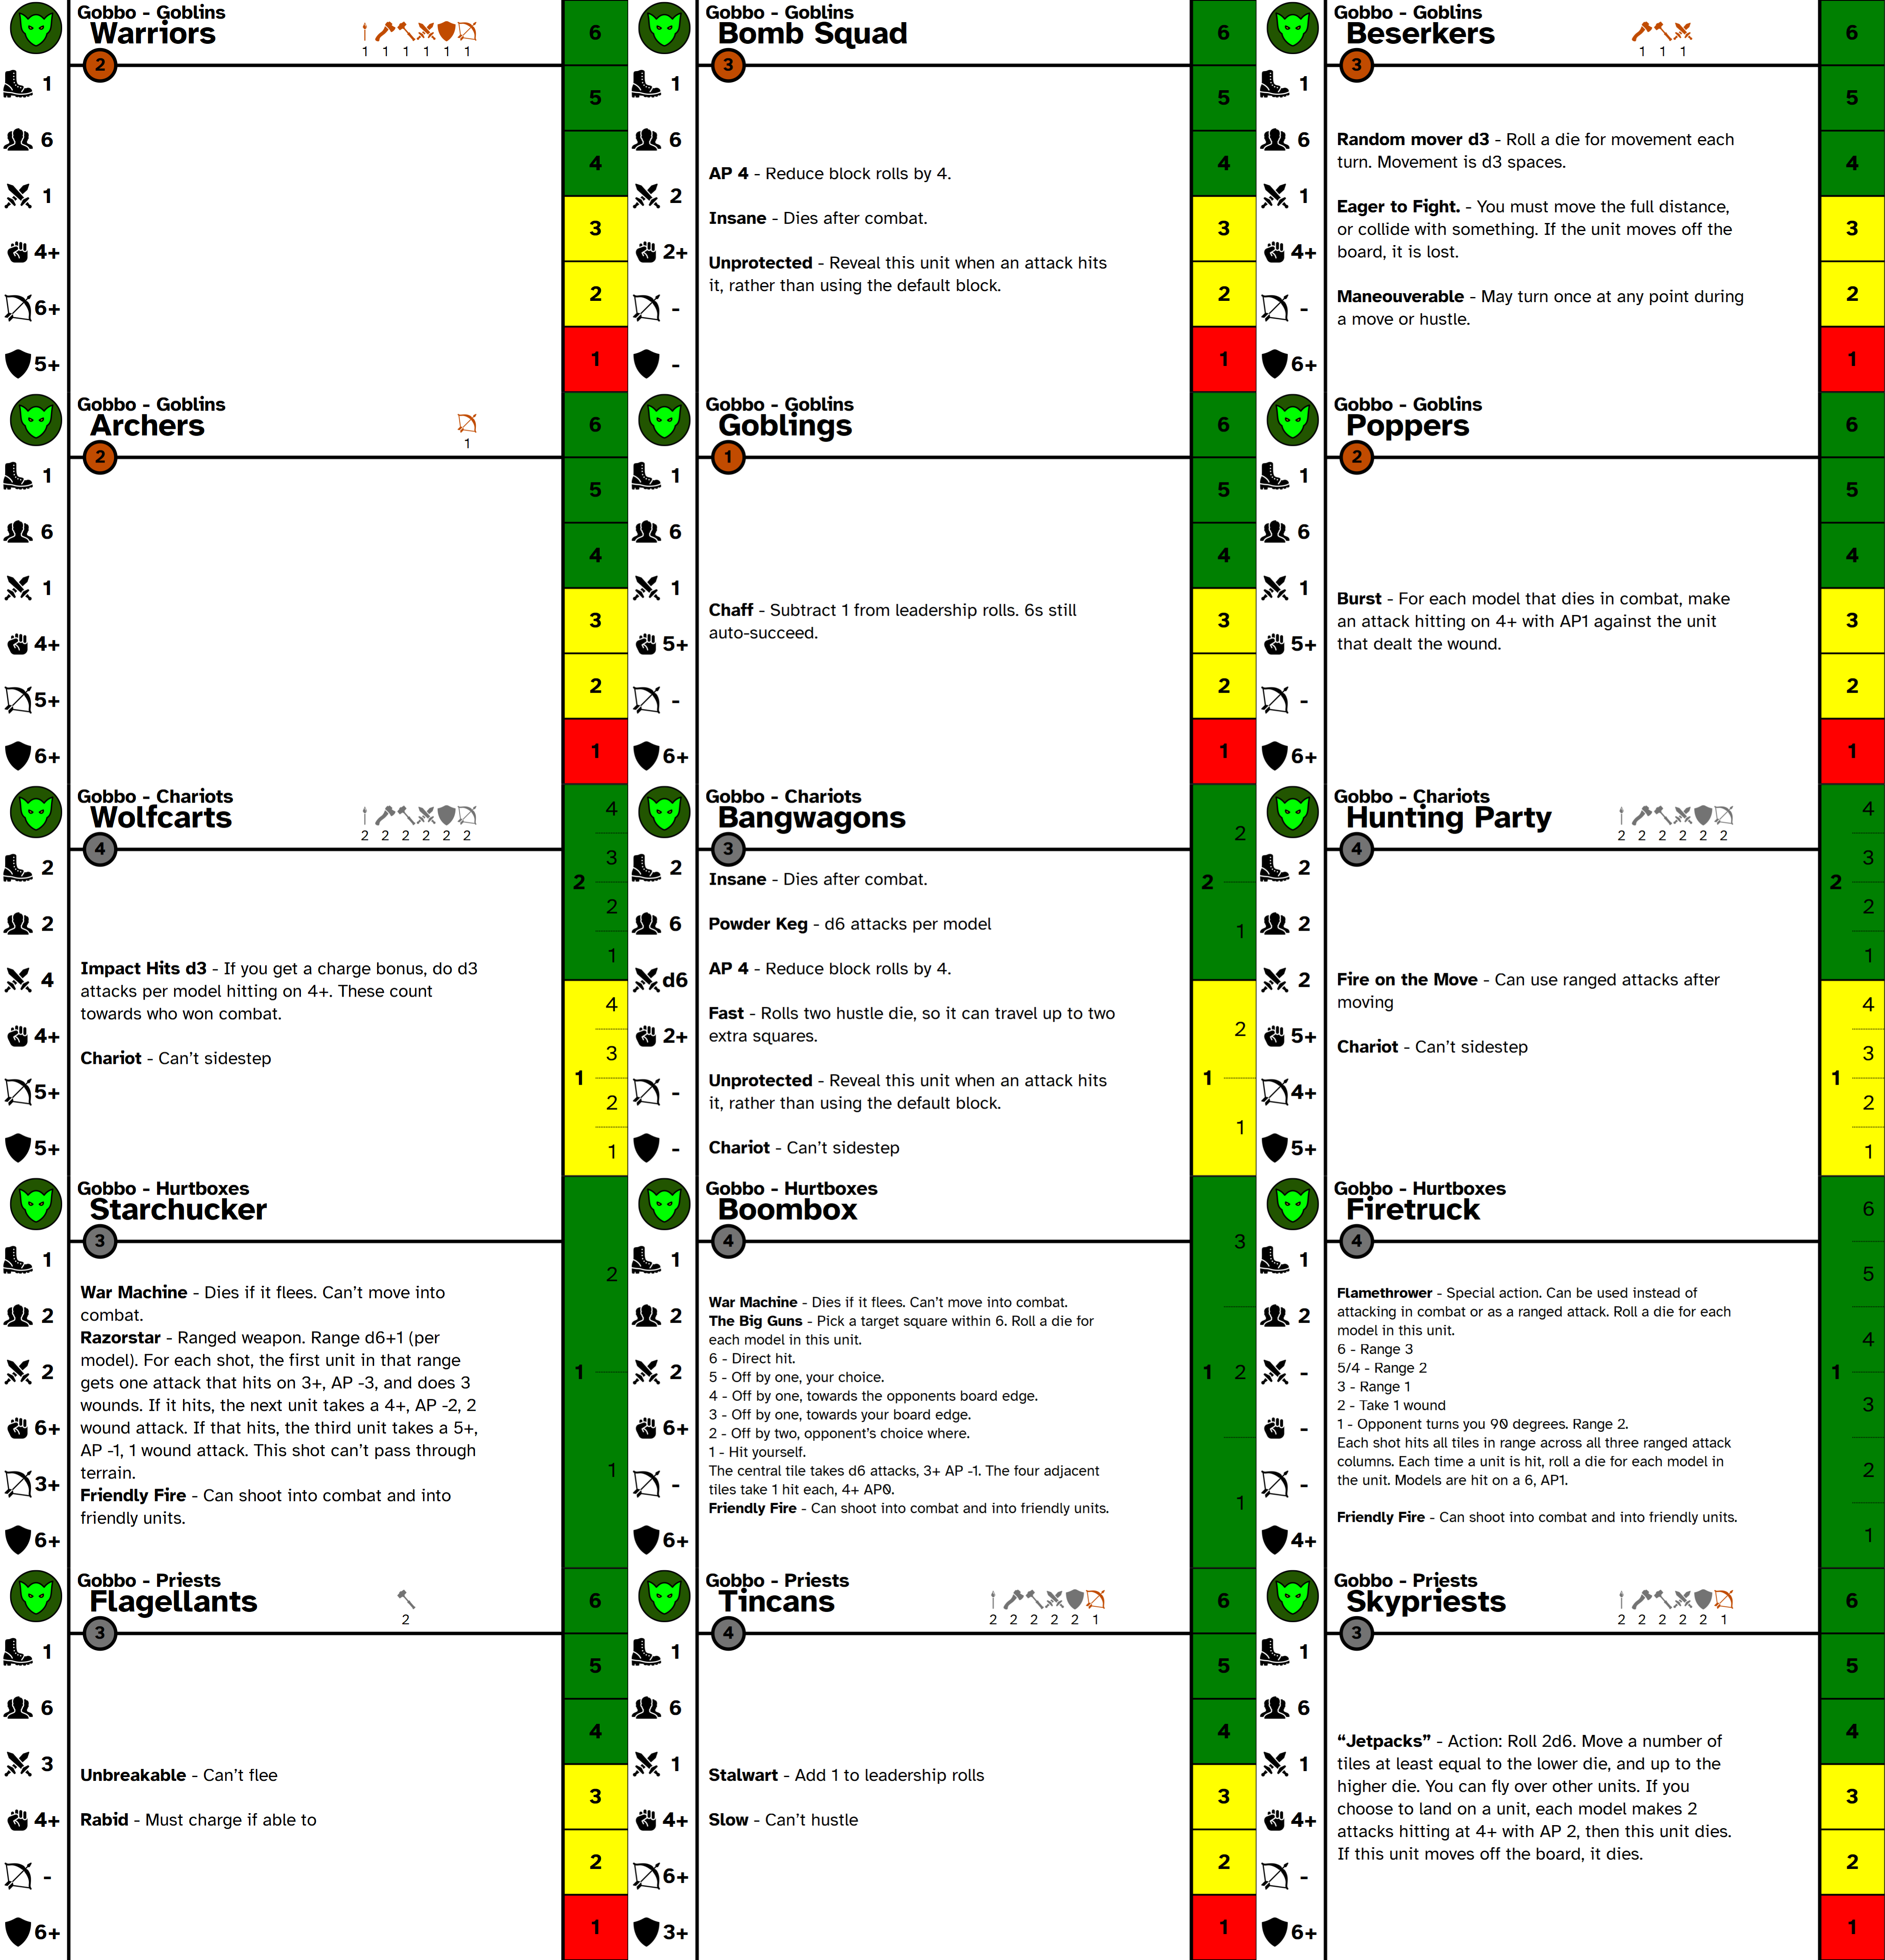 Gobbo - Goblins
Warriors
1 1 1 1 1 1
2
1
6
1
4+
6+
5+
6
5
4
3
2
1
Gobbo - Goblins
Bomb Squad
3
1
6
2
2+
-
-
AP 4 - Reduce block rolls by 4.
Insane - Dies after combat.
Unprotected - Reveal this unit when an attack hits
it, rather than using the default block.
6
5
4
3
2
1
Gobbo - Goblins
Beserkers
1 1 1
3
1
6
1
4+
-
6+
Random mover d3 - Roll a die for movement each
turn. Movement is d3 spaces.
Eager to Fight. - You must move the full distance,
or collide with something. If the unit moves off the
board, it is lost.
Maneouverable - May turn once at any point during
a move or hustle.
6
5
4
3
2
1
Gobbo - Goblins
Archers
1
2
1
6
1
4+
5+
6+
6
5
4
3
2
1
Gobbo - Goblins
Goblings
1
1
6
1
5+
-
6+
Chaff - Subtract 1 from leadership rolls. 6s still
auto-succeed.
6
5
4
3
2
1
Gobbo - Goblins
Poppers
2
1
6
1
5+
-
6+
Burst - For each model that dies in combat, make
an attack hitting on 4+ with AP1 against the unit
that dealt the wound.
6
5
4
3
2
1
Gobbo - Chariots
Wolfcarts
2 2 2 2 2 2
4
2
2
4
4+
5+
5+
Impact Hits d3 - If you get a charge bonus, do d3
attacks per model hitting on 4+. These count
towards who won combat.
Chariot - Can't sidestep
2
4
3
2
1
1
4
3
2
1
Gobbo - Chariots
Bangwagons
3
2
6
d6
2+
-
-
Insane - Dies after combat.
Powder Keg - d6 attacks per model
AP 4 - Reduce block rolls by 4.
Fast - Rolls two hustle die, so it can travel up to two
extra squares.
Unprotected - Reveal this unit when an attack hits
it, rather than using the default block.
Chariot - Can't sidestep
2
2
1
1
2
1
Gobbo - Chariots
Hunting Party
2 2 2 2 2 2
4
2
2
2
5+
4+
5+
Fire on the Move - Can use ranged attacks after
moving
Chariot - Can't sidestep
2
4
3
2
1
1
4
3
2
1
Gobbo - Hurtboxes
Starchucker
3
1
2
2
6+
3+
6+
War Machine - Dies if it flees. Can't move into
combat.
Razorstar - Ranged weapon. Range d6+1 (per
model). For each shot, the first unit in that range
gets one attack that hits on 3+, AP -3, and does 3
wounds. If it hits, the next unit takes a 4+, AP -2, 2
wound attack. If that hits, the third unit takes a 5+,
AP -1, 1 wound attack. This shot can't pass through
terrain.
Friendly Fire - Can shoot into combat and into
friendly units.
1
2
1
Gobbo - Hurtboxes
Boombox
4
1
2
2
6+
-
6+
War Machine - Dies if it flees. Can't move into combat.
The Big Guns - Pick a target square within 6. Roll a die for
each model in this unit.
6 - Direct hit.
5 - Off by one, your choice.
4 - Off by one, towards the opponents board edge.
3 - Off by one, towards your board edge.
2 - Off by two, opponent's choice where.
1 - Hit yourself.
The central tile takes d6 attacks, 3+ AP -1. The four adjacent
tiles take 1 hit each, 4+ AP0.
Friendly Fire - Can shoot into combat and into friendly units.
1
3
2
1
Gobbo - Hurtboxes
Firetruck
4
1
2
-
-
-
4+
Flamethrower - Special action. Can be used instead of
attacking in combat or as a ranged attack. Roll a die for each
model in this unit.
6 - Range 3
5/4 - Range 2
3 - Range 1
2 - Take 1 wound
1 - Opponent turns you 90 degrees. Range 2.
Each shot hits all tiles in range across all three ranged attack
columns. Each time a unit is hit, roll a die for each model in
the unit. Models are hit on a 6, AP1.
Friendly Fire - Can shoot into combat and into friendly units.
1
6
5
4
3
2
1
Gobbo - Priests
Flagellants
2
3
1
6
3
4+
-
6+
Unbreakable - Can't flee
Rabid - Must charge if able to
6
5
4
3
2
1
Gobbo - Priests
Tincans
2 2 2 2 2 1
4
1
6
1
4+
6+
3+
Stalwart - Add 1 to leadership rolls
Slow - Can't hustle
6
5
4
3
2
1
Gobbo - Priests
Skypriests
2 2 2 2 2 1
3
1
6
1
4+
-
6+
“Jetpacks” - Action: Roll 2d6. Move a number of
tiles at least equal to the lower die, and up to the
higher die. You can fly over other units. If you
choose to land on a unit, each model makes 2
attacks hitting at 4+ with AP 2, then this unit dies.
If this unit moves off the board, it dies.
6
5
4
3
2
1